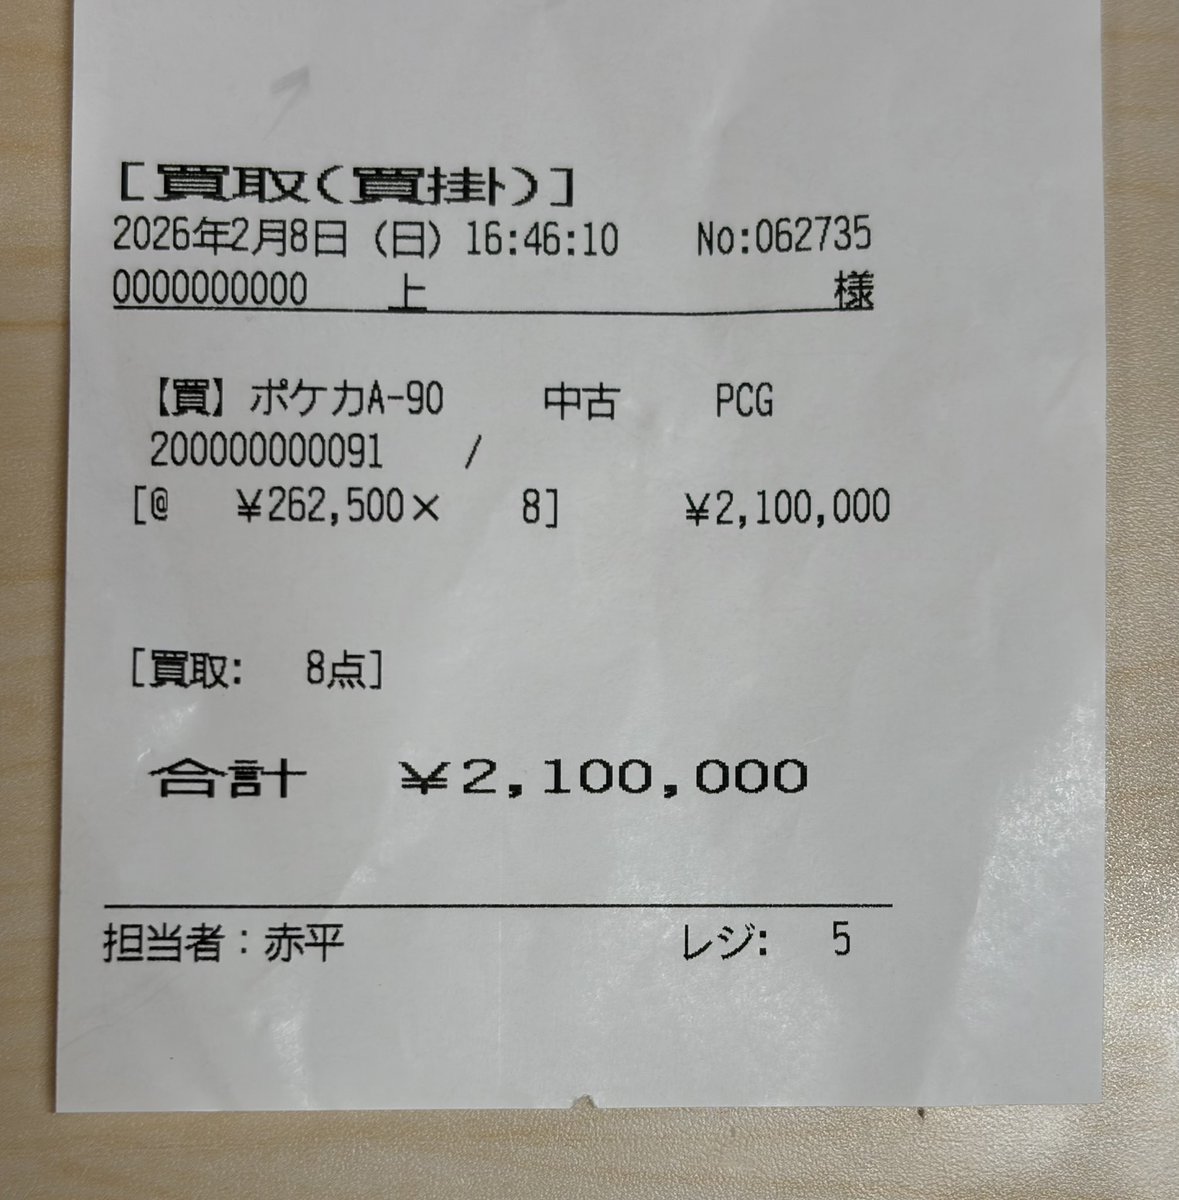 [買取(買掛)]
2026年2月8日（日）16:46:10 No:062735
0000000000 上 様
【買】ポケカA-90 中古 PCG
200000000091 /
[@ ¥262,500× 8] ¥2,100,000
[買取: 8点]
合計 ¥2,100,000
担当者：赤平 レジ: 5